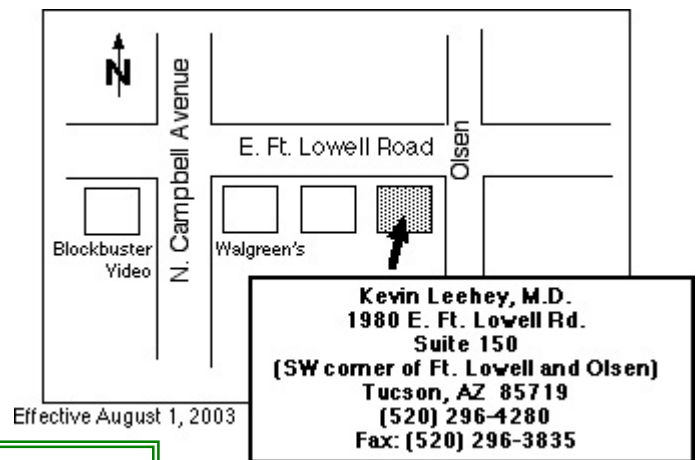 N
N. Campbell Avenue
E. Ft. Lowell Road
Olsen
Blockbuster
Video
Walgreen's
Kevin Leehey, M.D.
1980 E. Ft. Lowell Rd.
Suite 150
(SW corner of Ft. Lowell and Olsen)
Tucson, AZ 85719
(520) 296-4280
Fax: (520) 296-3835
Effective August 1, 2003